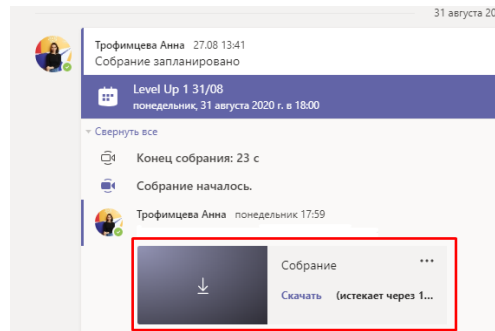 31 августа 20
Трофимцева Анна 27.08 13:41
Собрание запланировано
Level Up 1 31/08
понедельник, 31 августа 2020 г. в 18:00
Свернуть все
Конец собрания: 23 с
Собрание началось.
Трофимцева Анна понедельник 17:59
Собрание ...
Скачать (истекает через 1...